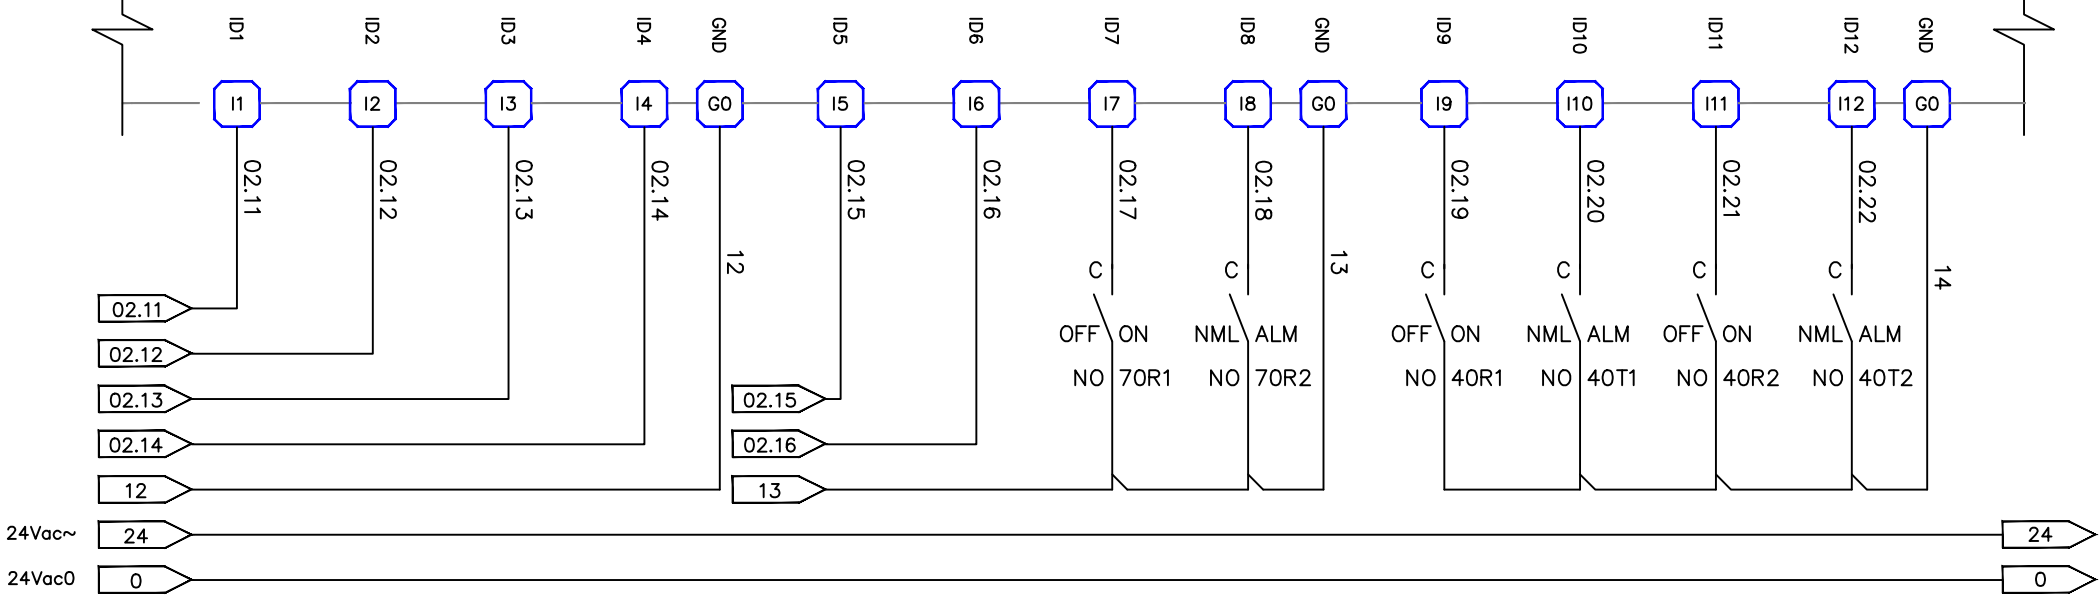 ID1 ID2 ID3 ID4 GND ID5 ID6 ID7 ID8 GND ID9 ID10 ID11 ID12 GND
I1 I2 I3 I4 G0 I5 I6 I7 I8 G0 I9 I10 I11 I12 G0
02.11 02.12 02.13 02.14 02.15 02.16 02.17 02.18 02.19 02.20 02.21 02.22
12 13 14
C C C C C C
02.11
OFF ON NML ALM OFF ON NML ALM OFF ON NML ALM
02.12
NO 70R1 NO 70R2 NO 40R1 NO 40T1 NO 40R2 NO 40T2
02.13 02.15
02.14 02.16
12 13
24Vac~ 24 24
24Vac0 0 0